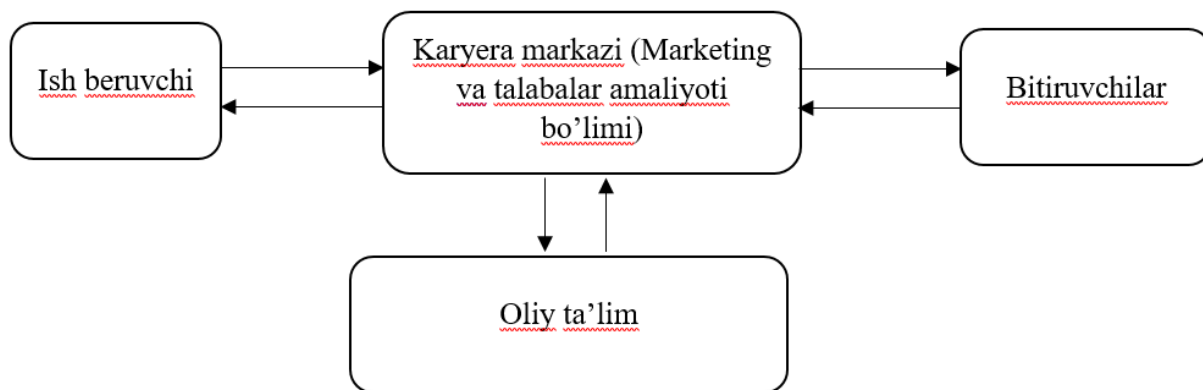 Ish beruvchi
Karyera markazi (Marketing
va talabalar amaliyoti
bo’limi)
Bitiruvchilar
Oliy ta’lim